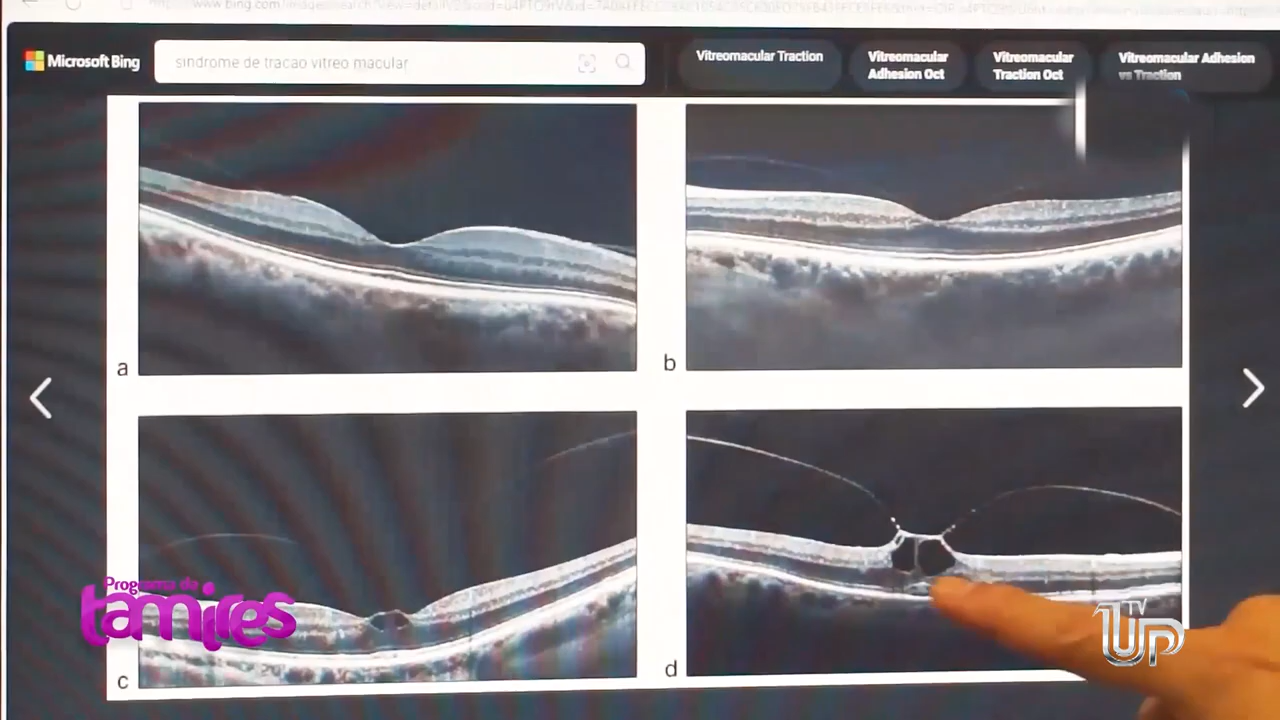 Microsoft Bing
sindrome de tracao vitreo macular
Vitreomacular Traction
Vitreomacular
Adhesion Oct
Vitreomacular
Traction Oct
Vitreomacular Adhesion
vs Traction
a
b
c
d
Programa da
tamires
TV
UP